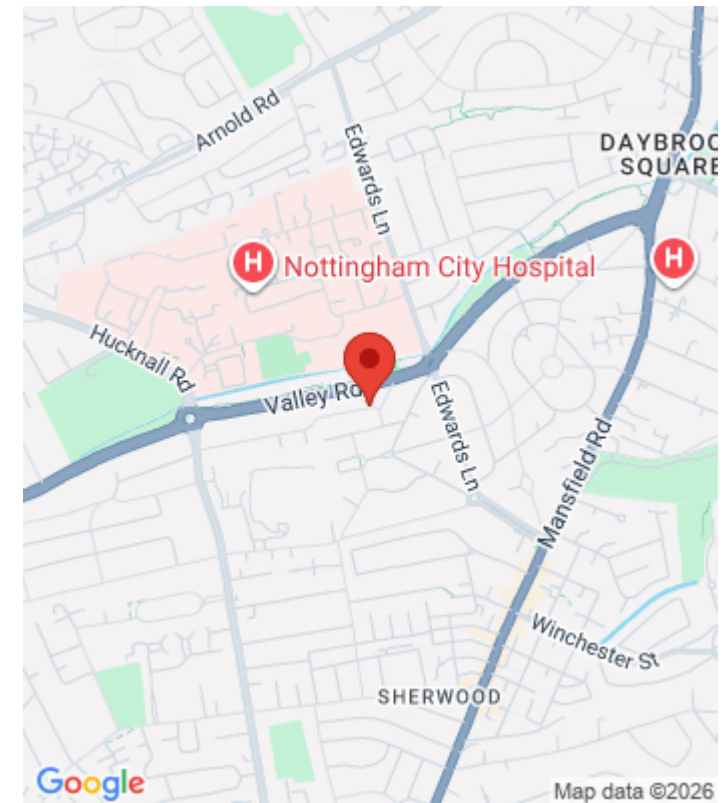 Arnold Rd
Edwards Ln
DAYBROO
SQUARE
H
Nottingham City Hospital
H
Hucknall Rd
Valley Rd
Edwards Ln
Mansfield Rd
Winchester St
SHERWOOD
Google
Map data ©2026